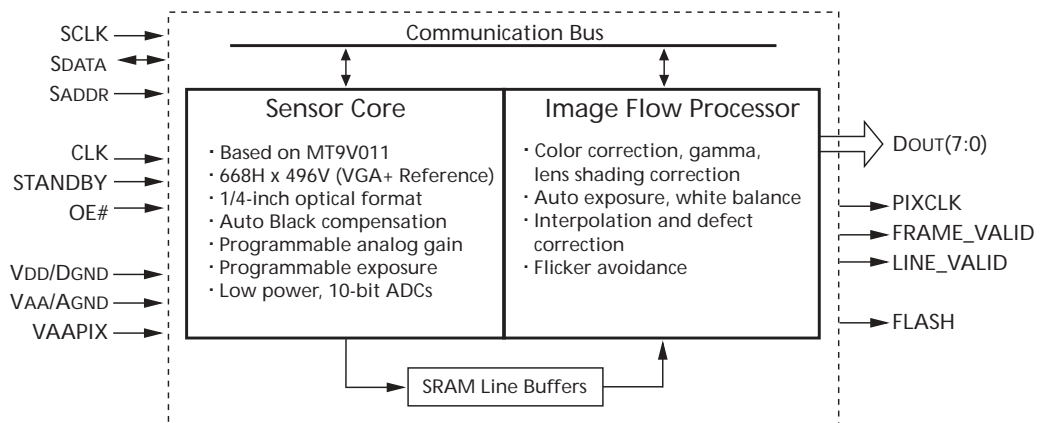 SCLK
SDATA
SADDR
CLK
STANDBY
OE#
VDD/DGND
VAA/AGND
VAAPIX
Communication Bus
Sensor Core
· Based on MT9V011
· 668H x 496V (VGA+ Reference)
· 1/4-inch optical format
· Auto Black compensation
· Programmable analog gain
· Programmable exposure
· Low power, 10-bit ADCs
Image Flow Processor
· Color correction, gamma,
lens shading correction
· Auto exposure, white balance
· Interpolation and defect
correction
· Flicker avoidance
SRAM Line Buffers
DOUT(7:0)
PIXCLK
FRAME_VALID
LINE_VALID
FLASH